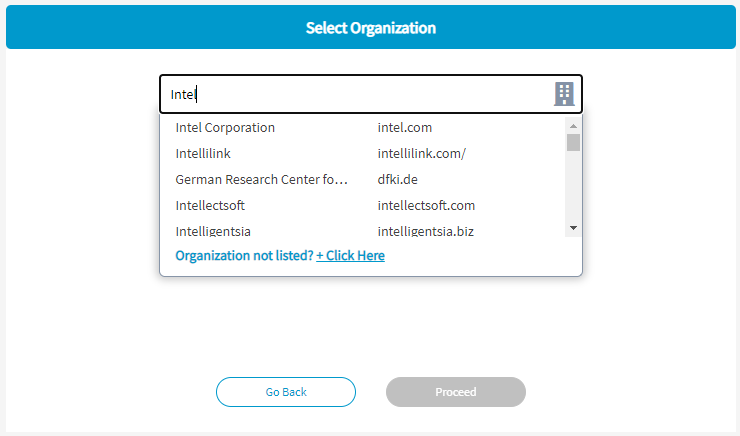 Select Organization
Intel
Intel Corporation intel.com
Intellilink intellilink.com/
German Research Center fo... dfki.de
Intellectsoft intellectsoft.com
Intelligentsia intelligentsia.biz
Organization not listed? + Click Here
Go Back Proceed